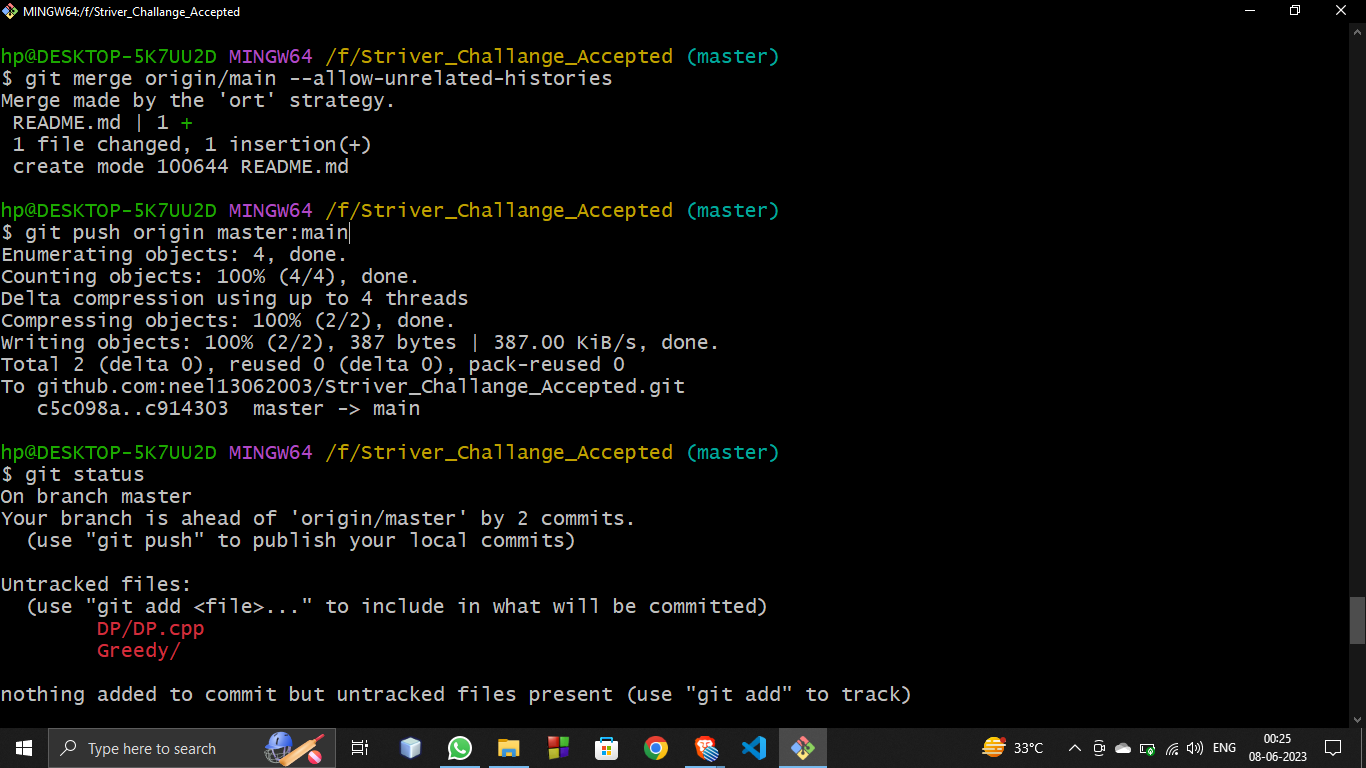 MINGW64:/f/Striver_Challange_Accepted
hp@DESKTOP-5K7UU2D MINGW64 /f/Striver_Challange_Accepted (master)
$ git merge origin/main --allow-unrelated-histories
Merge made by the 'ort' strategy.
 README.md | 1 +
 1 file changed, 1 insertion(+)
 create mode 100644 README.md
hp@DESKTOP-5K7UU2D MINGW64 /f/Striver_Challange_Accepted (master)
$ git push origin master:main
Enumerating objects: 4, done.
Counting objects: 100% (4/4), done.
Delta compression using up to 4 threads
Compressing objects: 100% (2/2), done.
Writing objects: 100% (2/2), 387 bytes | 387.00 KiB/s, done.
Total 2 (delta 0), reused 0 (delta 0), pack-reused 0
To github.com:neel13062003/Striver_Challange_Accepted.git
   c5c098a..c914303  master -> main
hp@DESKTOP-5K7UU2D MINGW64 /f/Striver_Challange_Accepted (master)
$ git status
On branch master
Your branch is ahead of 'origin/master' by 2 commits.
  (use "git push" to publish your local commits)
Untracked files:
  (use "git add <file>..." to include in what will be committed)
        DP/DP.cpp
        Greedy/
nothing added to commit but untracked files present (use "git add" to track)
Type here to search
33°C
ENG
00:25
08-06-2023